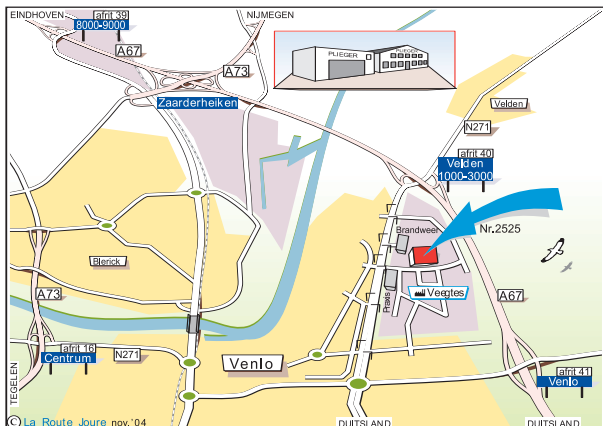 EINDHOVEN
afrit 39
8000-9000
NIJMEGEN
A67
A73
PLIEGER
PLIEGER
Zaarderheiken
Velden
N271
afrit 40
Velden
1000-3000
Brandweer
Nr.2525
Blerick
Praxis
Veegtes
A73
A67
TEGELEN
afrit 16
Centrum
N271
Venlo
afrit 41
Venlo
© La Route Joure nov.'04
DUITSLAND
DUITSLAND